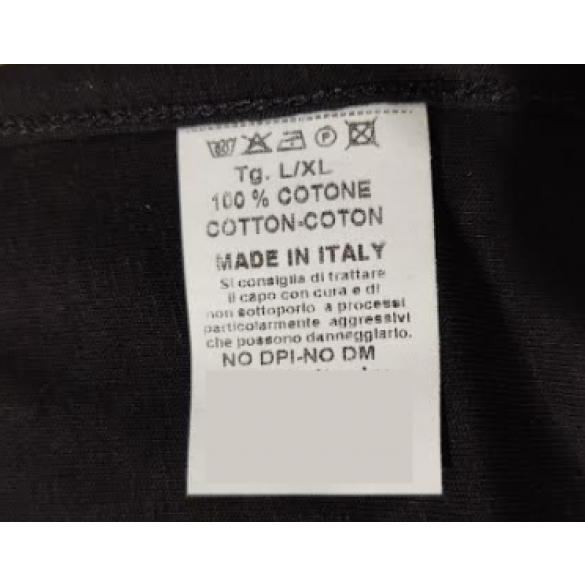 Tg. L/XL
100 % COTONE
COTTON-COTON
MADE IN ITALY
Si consiglia di trattare
il capo con cura e di
non sottoporlo a processi
particolarmente aggressivi
che possono danneggiarlo.
NO DPI-NO DM